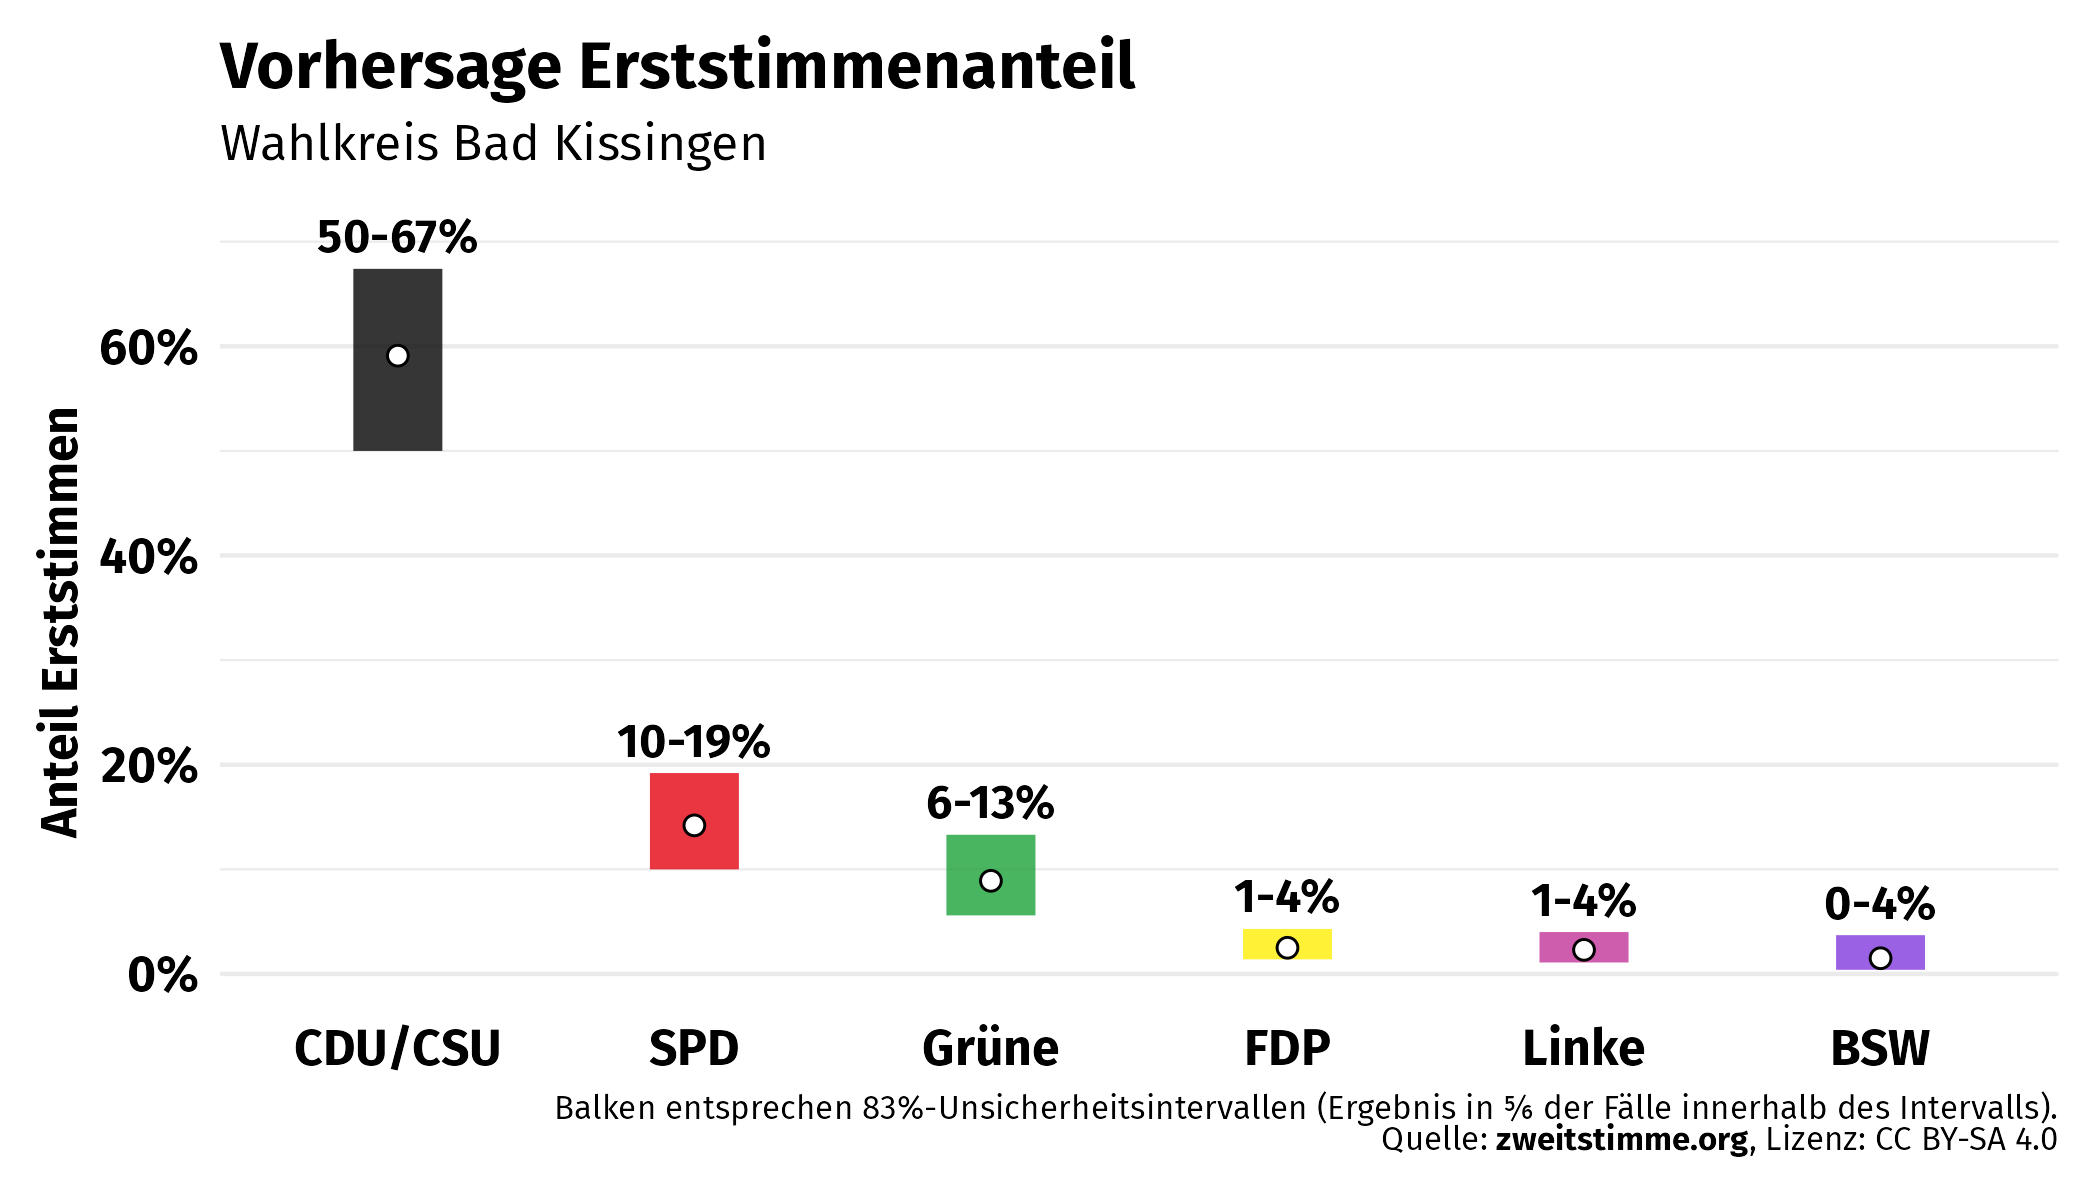 Vorhersage Erststimmenanteil
Wahlkreis Bad Kissingen
Anteil Erststimmen
50-67%
60%
40%
10-19%
20%
6-13%
1-4%
1-4%
0-4%
0%
CDU/CSU SPD Grüne FDP Linke BSW
Balken entsprechen 83%-Unsicherheitsintervallen (Ergebnis in ⅚ der Fälle innerhalb des Intervalls).
Quelle: zweitstimme.org, Lizenz: CC BY-SA 4.0